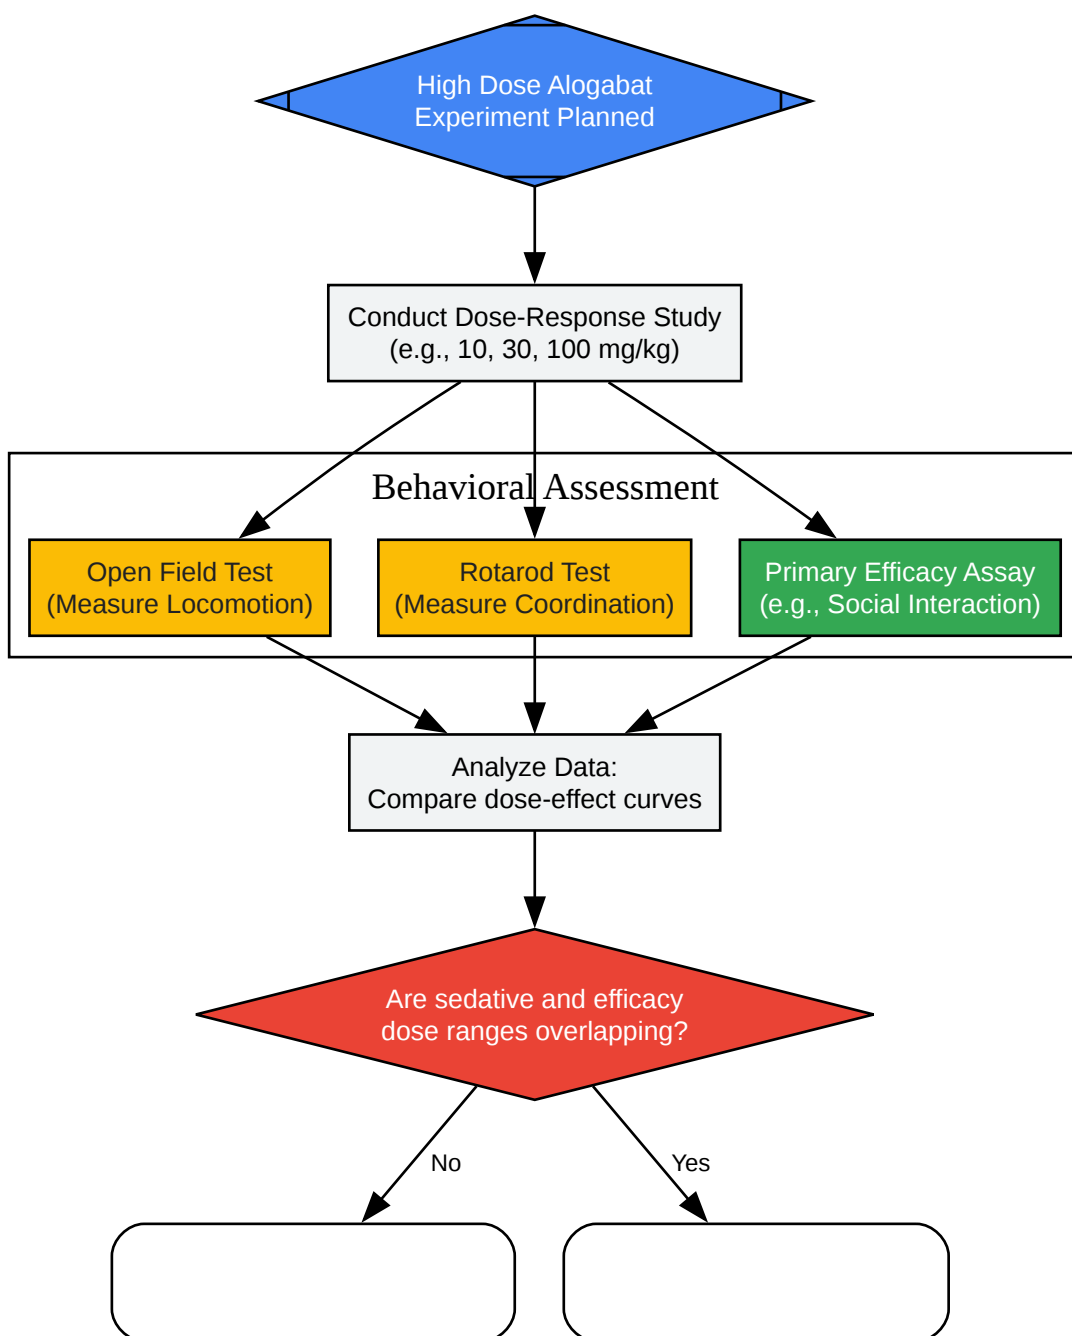 High Dose Alogabat
Experiment Planned
Conduct Dose-Response Study
(e.g., 10, 30, 100 mg/kg)
Behavioral Assessment
Open Field Test
(Measure Locomotion)
Rotarod Test
(Measure Coordination)
Primary Efficacy Assay
(e.g., Social Interaction)
Analyze Data:
Compare dose-effect curves
Are sedative and efficacy
dose ranges overlapping?
No
Yes